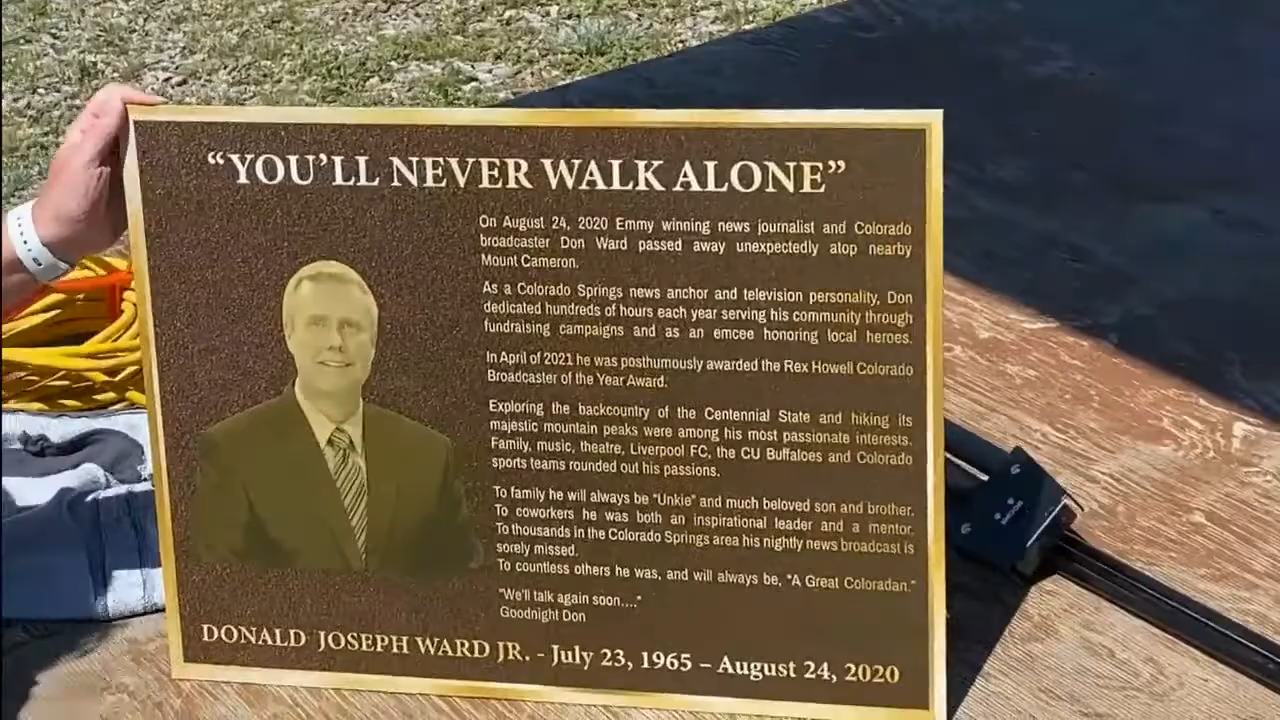 “YOU’LL NEVER WALK ALONE”
On August 24, 2020 Emmy winning news journalist and Colorado
broadcaster Don Ward passed away unexpectedly atop nearby
Mount Cameron.
As a Colorado Springs news anchor and television personality, Don
dedicated hundreds of hours each year serving his community through
fundraising campaigns and as an emcee honoring local heroes.
In April of 2021 he was posthumously awarded the Rex Howell Colorado
Broadcaster of the Year Award.
Exploring the backcountry of the Centennial State and hiking its
majestic mountain peaks were among his most passionate interests.
Family, music, theatre, Liverpool FC, the CU Buffaloes and Colorado
sports teams rounded out his passions.
To family he will always be "Unkie" and much beloved son and brother.
To coworkers he was both an inspirational leader and a mentor.
To thousands in the Colorado Springs area his nightly news broadcast is
sorely missed.
To countless others he was, and will always be, "A Great Coloradan."
"We'll talk again soon...."
Goodnight Don
DONALD JOSEPH WARD JR. - July 23, 1965 – August 24, 2020